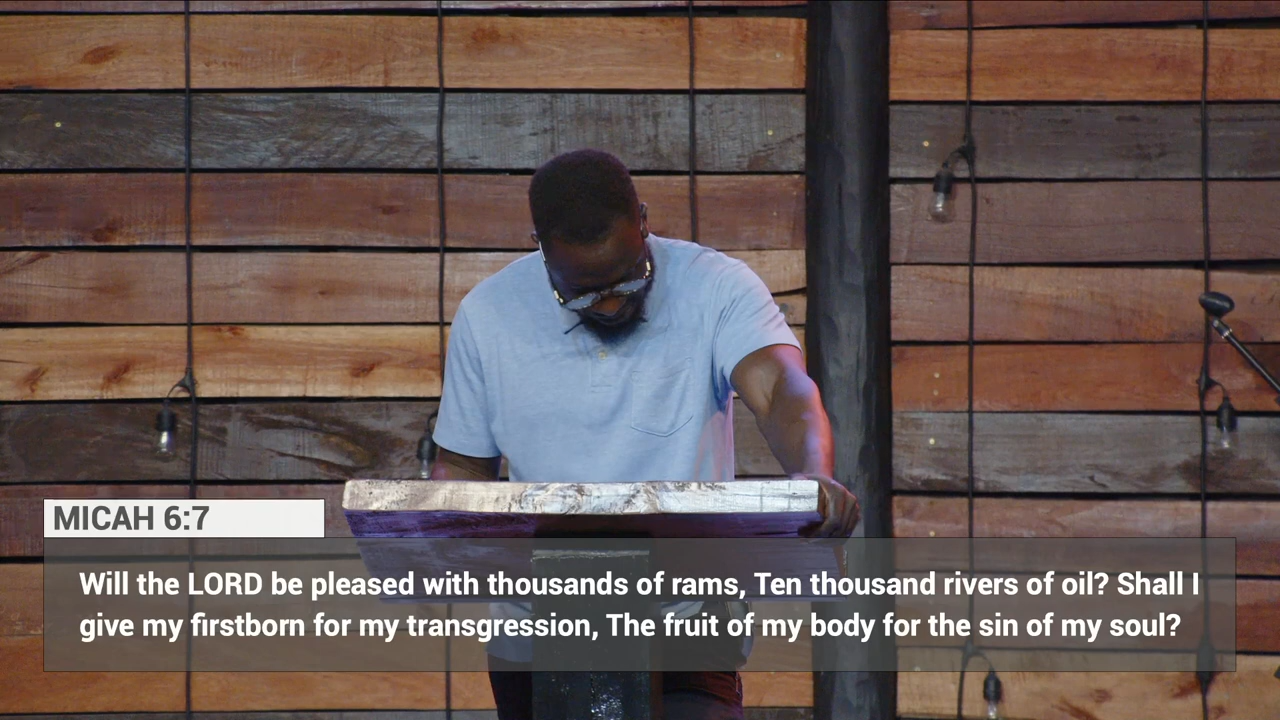 MICAH 6:7
Will the LORD be pleased with thousands of rams, Ten thousand rivers of oil? Shall I
give my firstborn for my transgression, The fruit of my body for the sin of my soul?